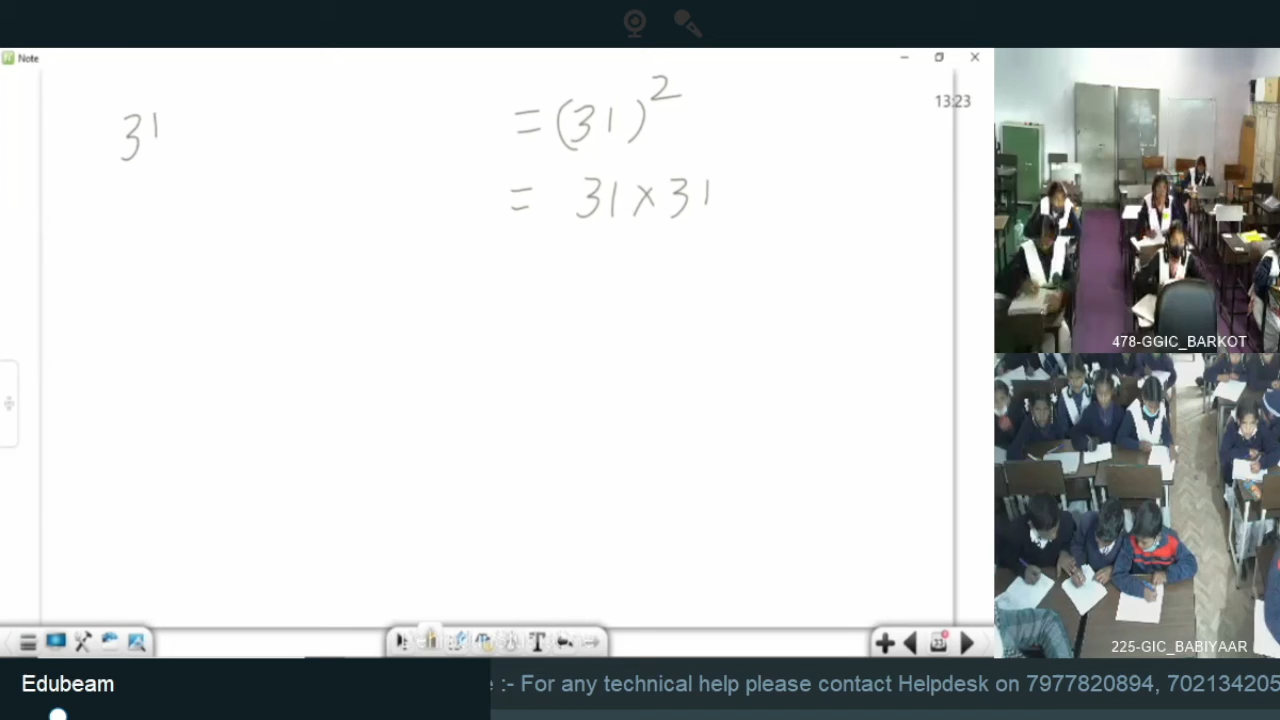 Note
13:23
31
= (31)²
= 31 × 31
478-GGIC_BARKOT
225-GIC_BABIYAAR
T
33
Edubeam
:- For any technical help please contact Helpdesk on 7977820894, 702134205